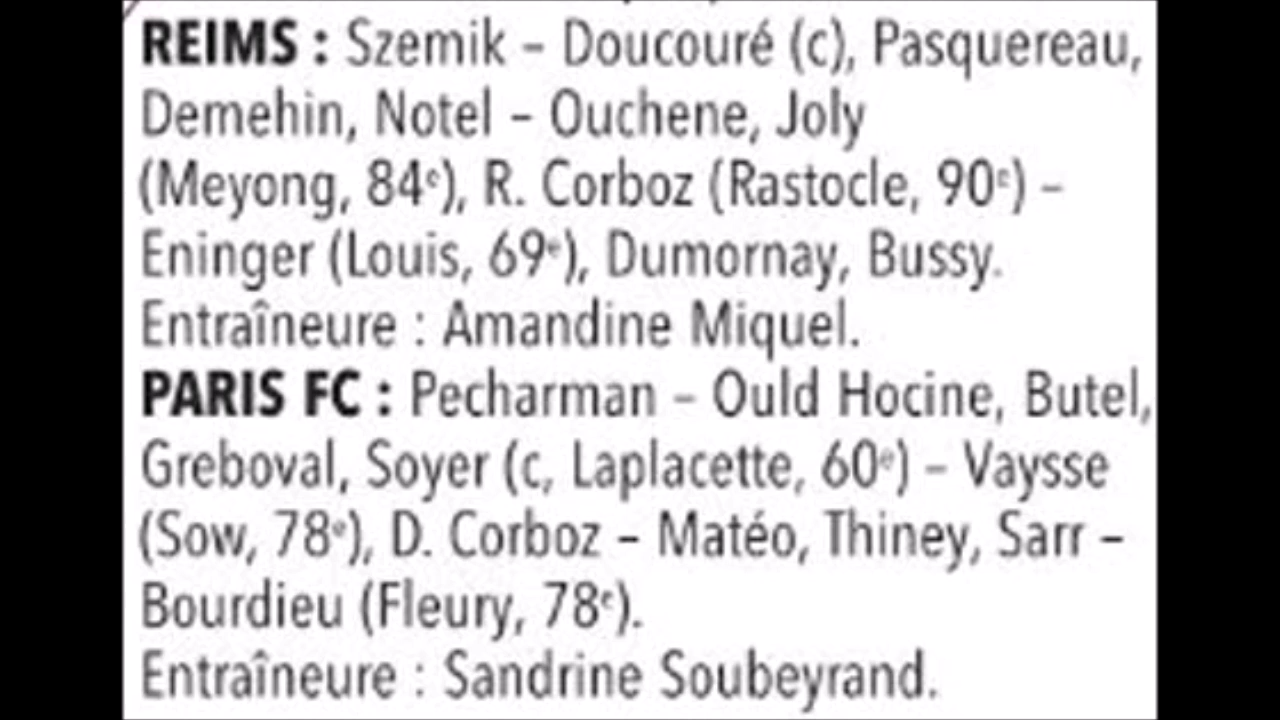 REIMS : Szemik – Doucouré (c), Pasquereau,
Demehin, Notel – Ouchene, Joly
(Meyong, 84e), R. Corboz (Rastocle, 90e) –
Eninger (Louis, 69e), Dumornay, Bussy.
Entraîneure : Amandine Miquel.
PARIS FC : Pecharman – Ould Hocine, Butel,
Greboval, Soyer (c, Laplacette, 60e) – Vaysse
(Sow, 78e), D. Corboz – Matéo, Thiney, Sarr –
Bourdieu (Fleury, 78e).
Entraîneure : Sandrine Soubeyrand.